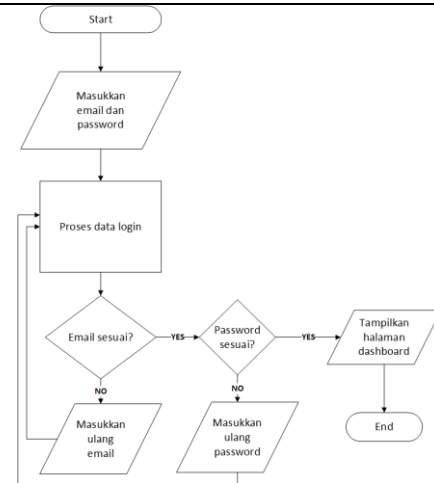 Start
Masukkan
email dan
password
Proses data login
Email sesuai?
YES
Password
sesuai?
YES
Tampilkan
halaman
dashboard
NO
NO
Masukkan
ulang
email
Masukkan
ulang
password
End